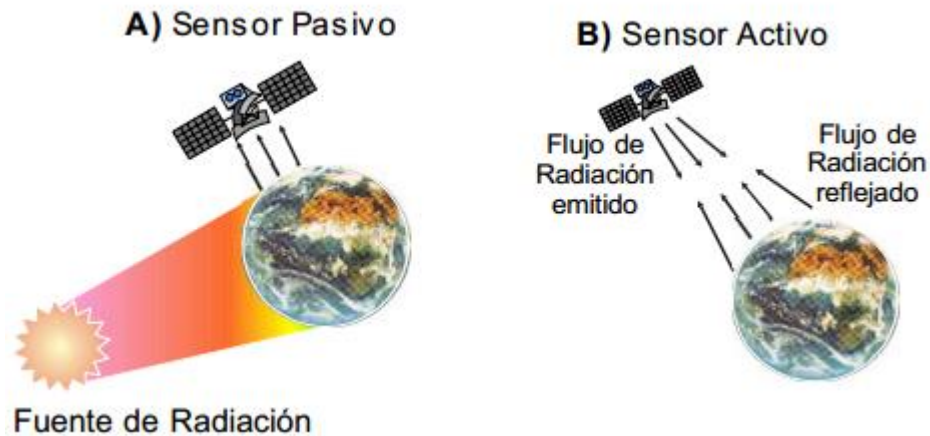 A) Sensor Pasivo
Fuente de Radiación
B) Sensor Activo
Flujo de
Radiación
emitido
Flujo de
Radiación
reflejado